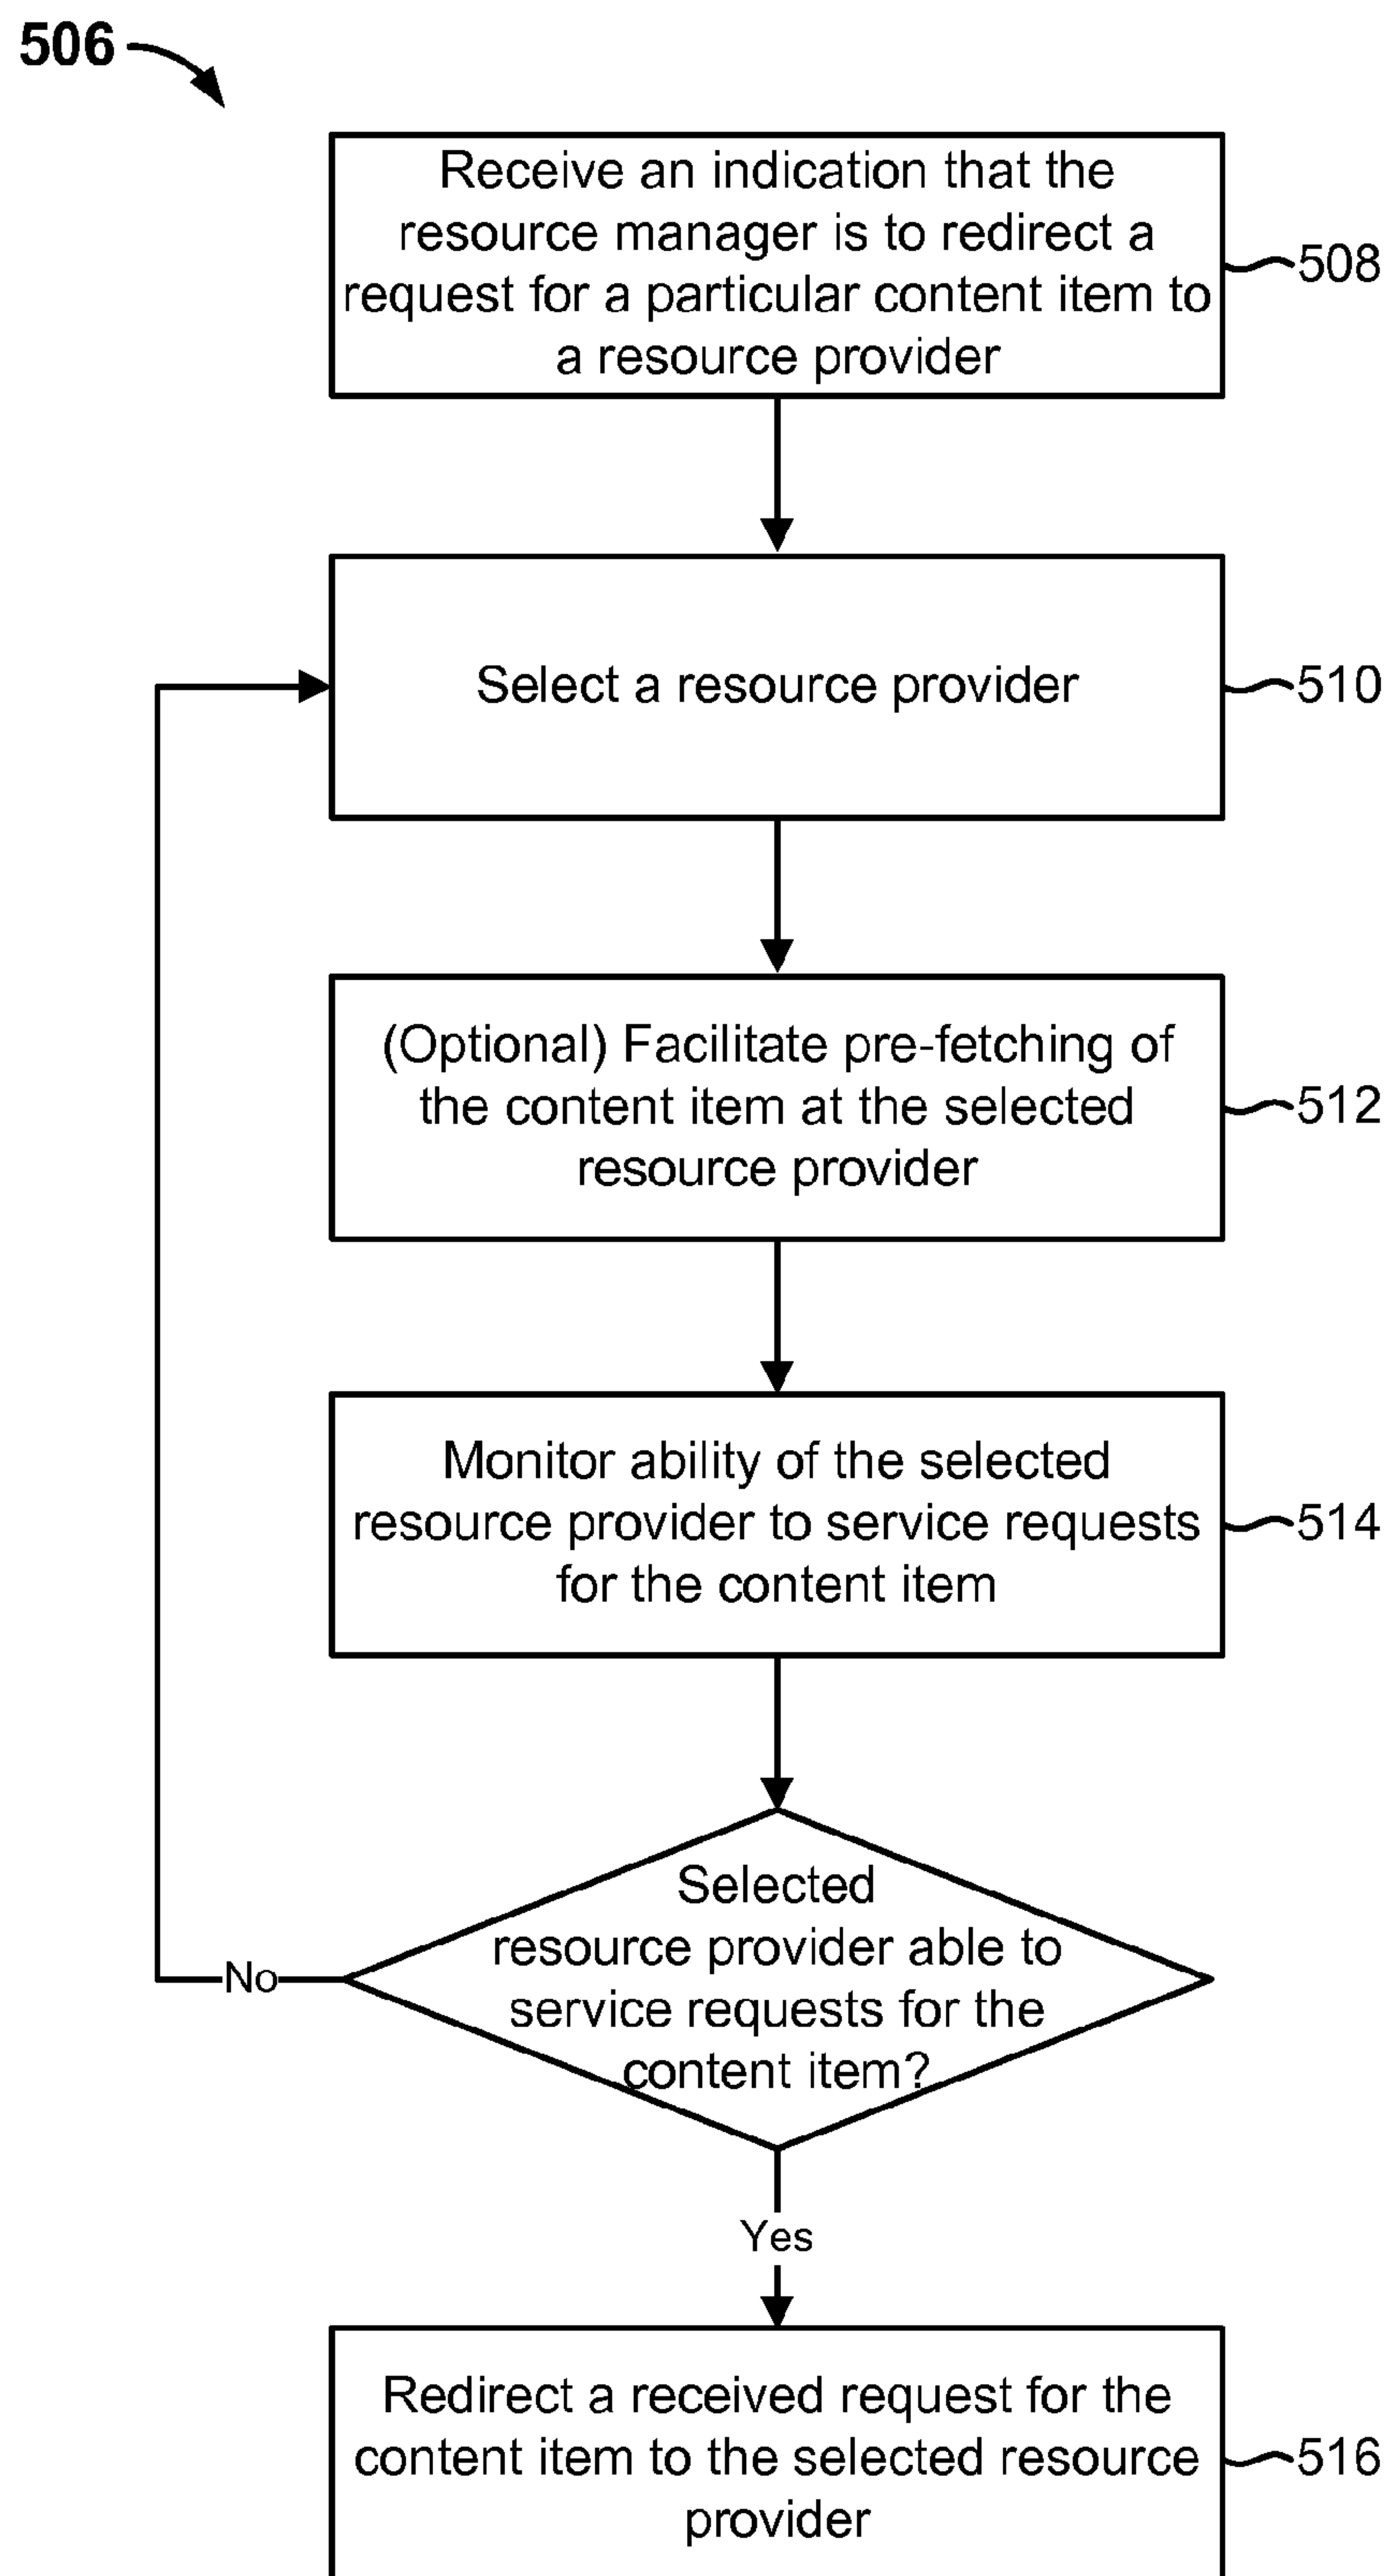 506
Receive an indication that the
resource manager is to redirect a
request for a particular content item to
a resource provider
508
Select a resource provider
510
(Optional) Facilitate pre-fetching of
the content item at the selected
resource provider
512
Monitor ability of the selected
resource provider to service requests
for the content item
514
Selected
resource provider able to
service requests for the
content item?
No
Yes
Redirect a received request for the
content item to the selected resource
provider
516